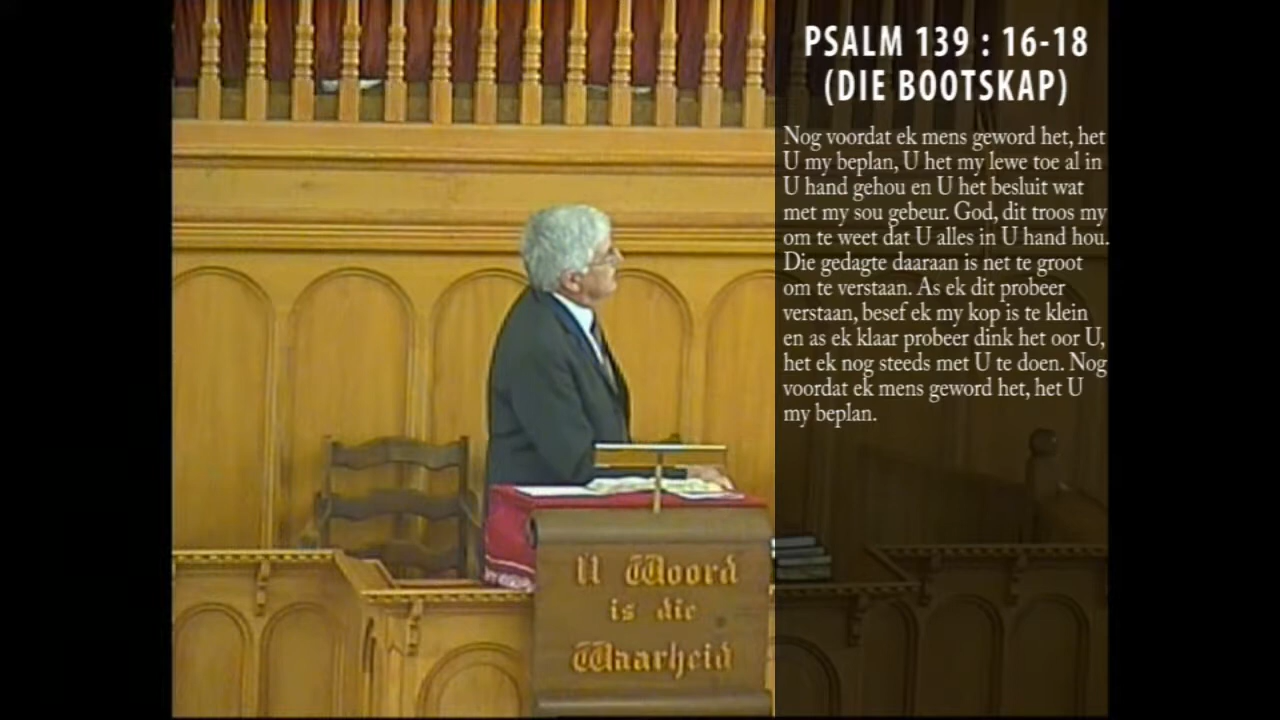 PSALM 139 : 16-18
(DIE BOOTSKAP)
Nog voordat ek mens geword het, het
U my beplan, U het my lewe toe al in
U hand gehou en U het besluit wat
met my sou gebeur. God, dit troos my
om te weet dat U alles in U hand hou.
Die gedagte daaraan is net te groot
om te verstaan. As ek dit probeer
verstaan, besef ek my kop is te klein
en as ek klaar probeer dink het oor U,
het ek nog steeds met U te doen. Nog
voordat ek mens geword het, het U
my beplan.
U Woord
is die
Waarheid